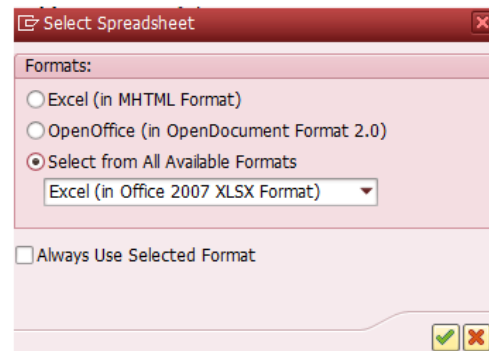 Select Spreadsheet
Formats:
Excel (in MHTML Format)
OpenOffice (in OpenDocument Format 2.0)
Select from All Available Formats
Excel (in Office 2007 XLSX Format)
Always Use Selected Format